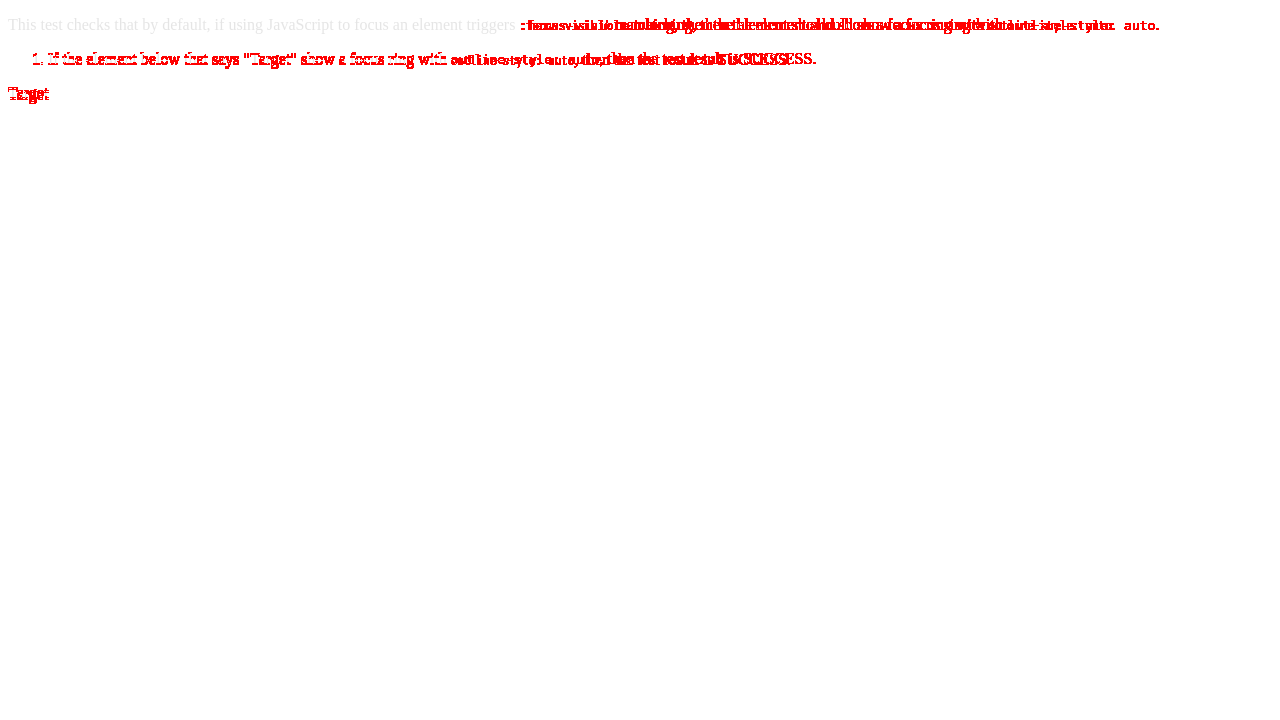 This test checks that by default, if using JavaScript to focus an element triggers :focus-visible matching, then the element should show a focus ring with outline-style: auto.
1. If the element below that says "Target" show a focus ring with outline-style: auto, then the test result is SUCCESS.
Target